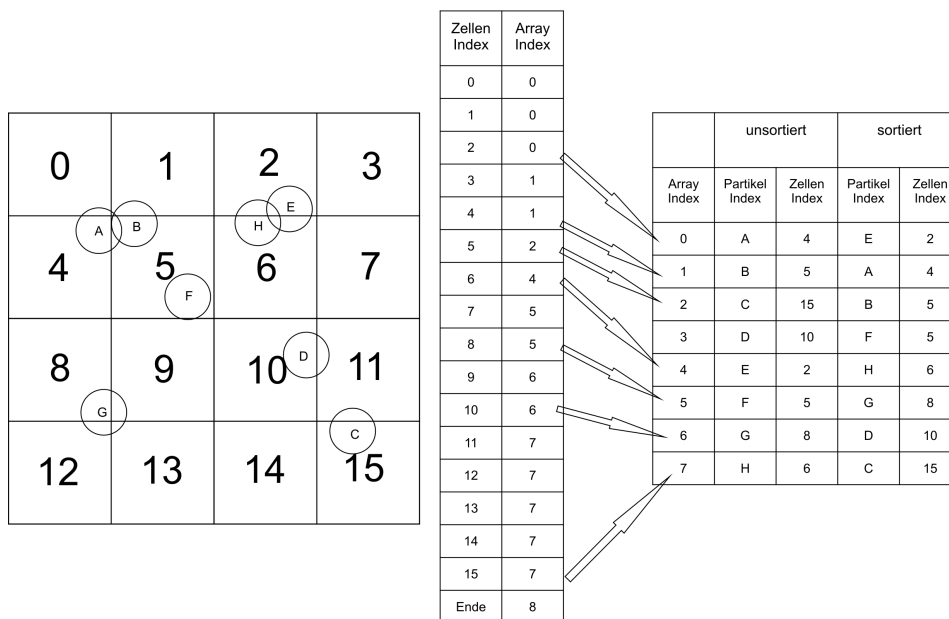 0 1 2 3
A B H E
4 5 6 7
F
8 9 10 11
D
G C
12 13 14 15
Zellen Index Array Index
0 0
1 0
2 0
3 1
4 1
5 2
6 4
7 5
8 5
9 6
10 6
11 7
12 7
13 7
14 7
15 7
Ende 8
unsortiert sortiert
Array Index Partikel Index Zellen Index Partikel Index Zellen Index
0 A 4 E 2
1 B 5 A 4
2 C 15 B 5
3 D 10 F 5
4 E 2 H 6
5 F 5 G 8
6 G 8 D 10
7 H 6 C 15